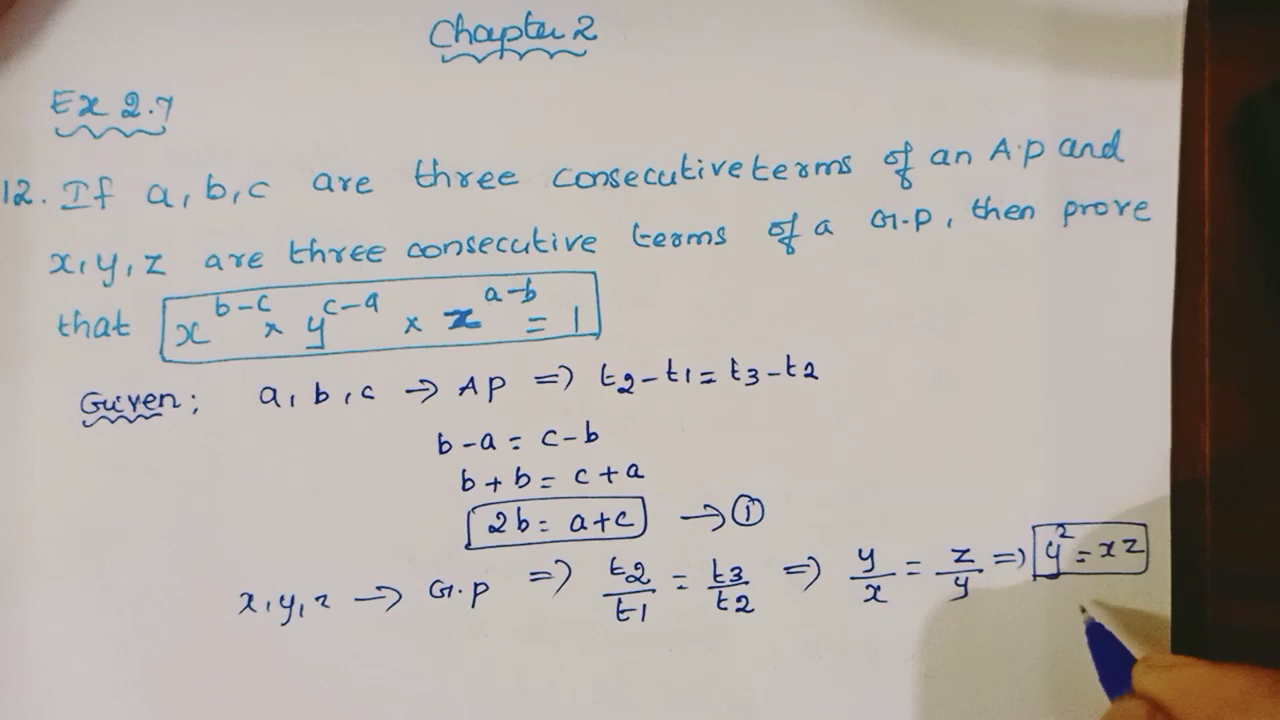 Chapter 2
Ex 2.7
12. If a, b, c are three consecutive terms of an A.P and
x, y, z are three consecutive terms of a G.P, then prove
that x^{b-c} × y^{c-a} × z^{a-b} = 1
Given; a, b, c → AP ⇒ t₂ - t₁ = t₃ - t₂
b - a = c - b
b + b = c + a
2b = a + c → ①
x, y, z → G.P ⇒ t₂/t₁ = t₃/t₂ ⇒ y/x = z/y ⇒ y² = xz